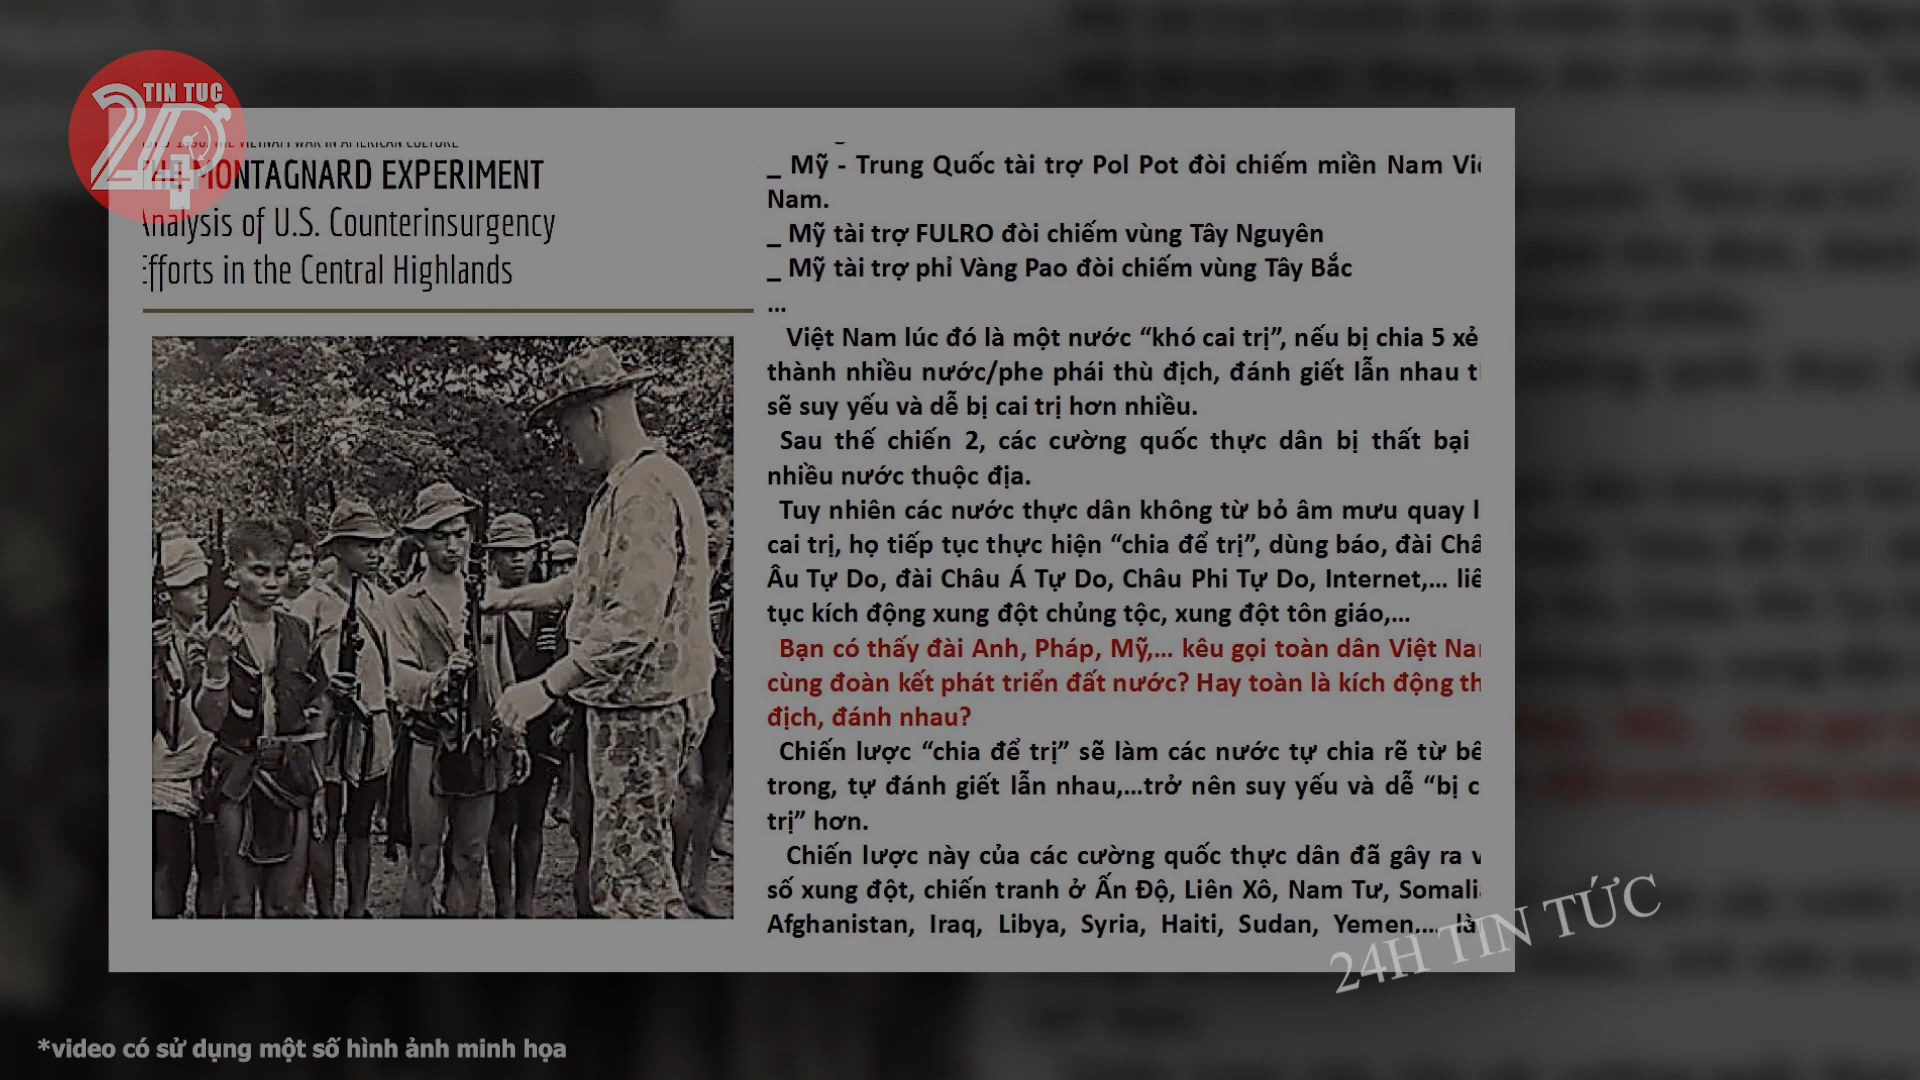 TIN TUC
24
MONTAGNARD EXPERIMENT
Analysis of U.S. Counterinsurgency
Efforts in the Central Highlands
_ Mỹ - Trung Quốc tài trợ Pol Pot đòi chiếm miền Nam Việ
Nam.
_ Mỹ tài trợ FULRO đòi chiếm vùng Tây Nguyên
_ Mỹ tài trợ phỉ Vàng Pao đòi chiếm vùng Tây Bắc
...
Việt Nam lúc đó là một nước “khó cai trị”, nếu bị chia 5 xẻ
thành nhiều nước/phe phái thù địch, đánh giết lẫn nhau t
sẽ suy yếu và dễ bị cai trị hơn nhiều.
Sau thế chiến 2, các cường quốc thực dân bị thất bại
nhiều nước thuộc địa.
Tuy nhiên các nước thực dân không từ bỏ âm mưu quay l
cai trị, họ tiếp tục thực hiện “chia để trị”, dùng báo, đài Châ
Âu Tự Do, đài Châu Á Tự Do, Châu Phi Tự Do, Internet,... liê
tục kích động xung đột chủng tộc, xung đột tôn giáo,...
Bạn có thấy đài Anh, Pháp, Mỹ,... kêu gọi toàn dân Việt Na
cùng đoàn kết phát triển đất nước? Hay toàn là kích động th
địch, đánh nhau?
Chiến lược “chia để trị” sẽ làm các nước tự chia rẽ từ bê
trong, tự đánh giết lẫn nhau,...trở nên suy yếu và dễ “bị c
trị” hơn.
Chiến lược này của các cường quốc thực dân đã gây ra v
số xung đột, chiến tranh ở Ấn Độ, Liên Xô, Nam Tư, Somali
Afghanistan, Iraq, Libya, Syria, Haiti, Sudan, Yemen,... là
24H TIN TỨC
*video có sử dụng một số hình ảnh minh họa